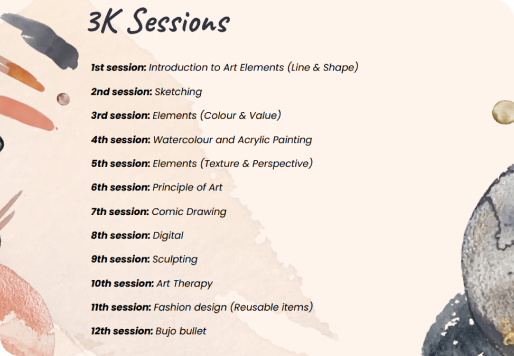 3K Sessions
1st session: Introduction to Art Elements (Line & Shape)
2nd session: Sketching
3rd session: Elements (Colour & Value)
4th session: Watercolour and Acrylic Painting
5th session: Elements (Texture & Perspective)
6th session: Principle of Art
7th session: Comic Drawing
8th session: Digital
9th session: Sculpting
10th session: Art Therapy
11th session: Fashion design (Reusable items)
12th session: Bujo bullet